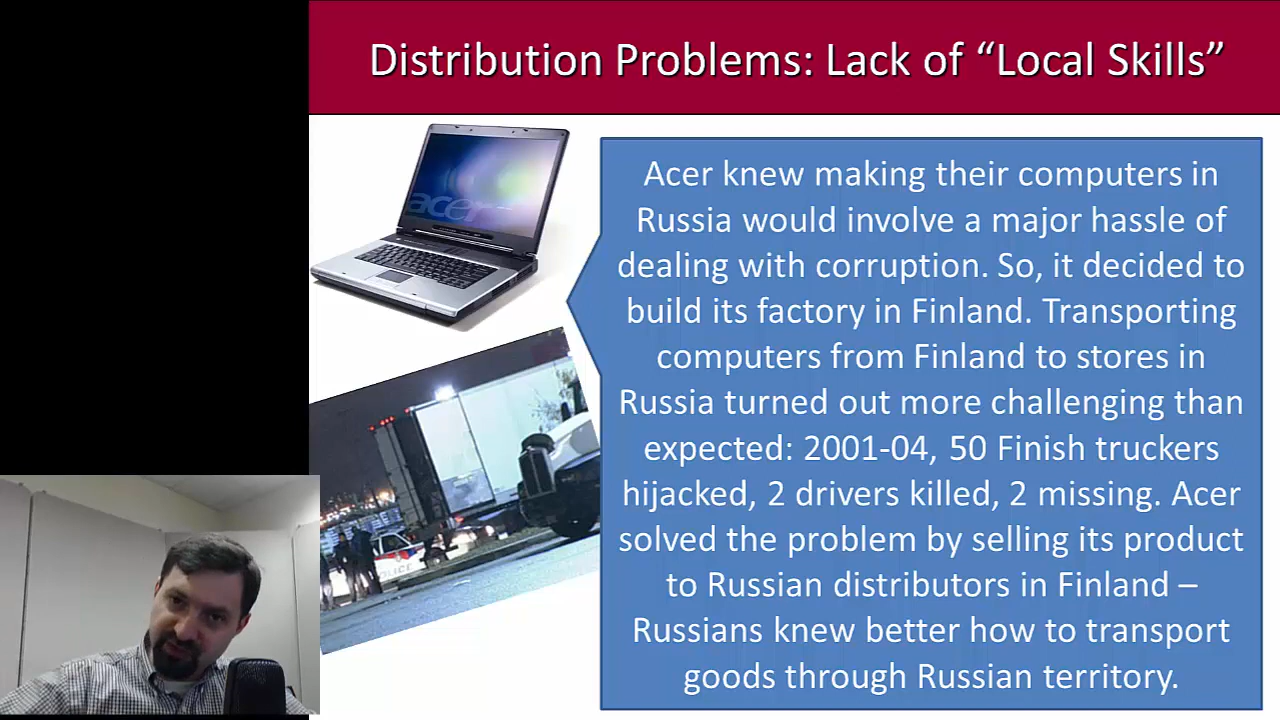 Distribution Problems: Lack of “Local Skills”
acer
Acer knew making their computers in
Russia would involve a major hassle of
dealing with corruption. So, it decided to
build its factory in Finland. Transporting
computers from Finland to stores in
Russia turned out more challenging than
expected: 2001-04, 50 Finish truckers
hijacked, 2 drivers killed, 2 missing. Acer
solved the problem by selling its product
to Russian distributors in Finland –
Russians knew better how to transport
goods through Russian territory.
POLICE